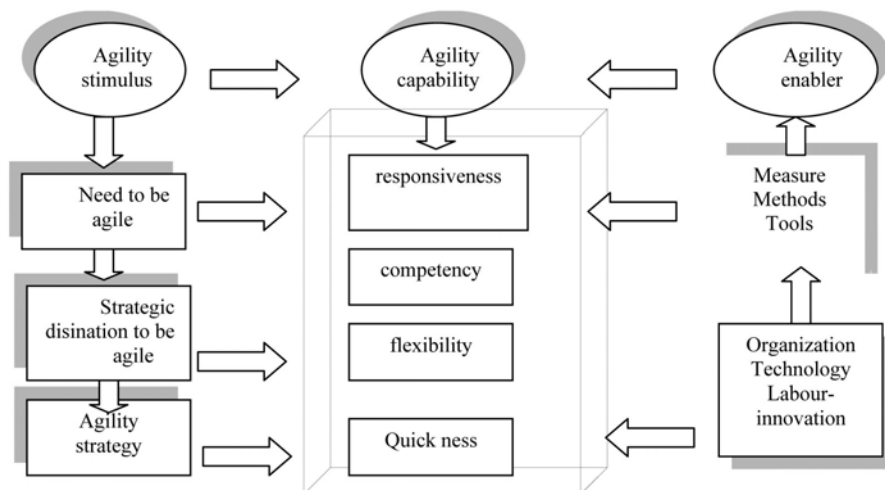 Agility
stimulus
Agility
capability
Agility
enabler
Need to be
agile
responsiveness
Measure
Methods
Tools
competency
Strategic
disination to be
agile
flexibility
Organization
Technology
Labour-
innovation
Agility
strategy
Quick ness